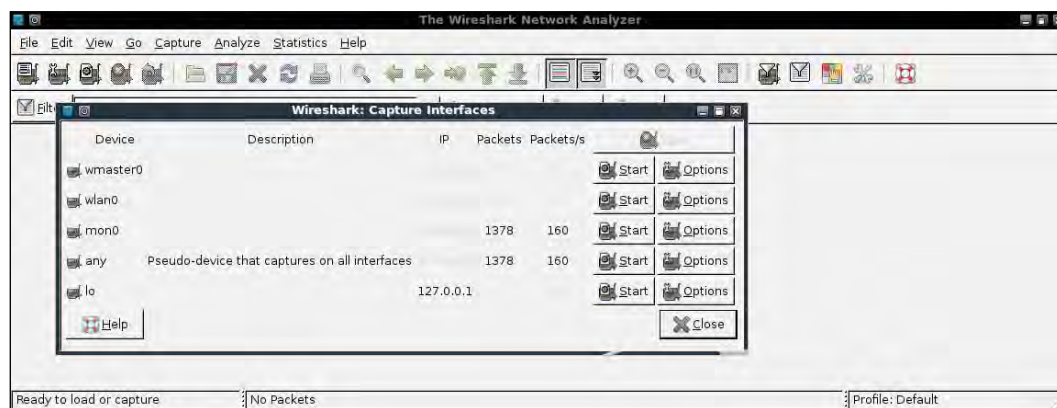 The Wireshark Network Analyzer
File Edit View Go Capture Analyze Statistics Help
Wireshark: Capture Interfaces
Device Description IP Packets Packets/s
wmaster0 Start Options
wlan0 Start Options
mon0 1378 160 Start Options
any Pseudo-device that captures on all interfaces 1378 160 Start Options
lo 127.0.0.1 Start Options
Help Close
Ready to load or capture No Packets Profile: Default